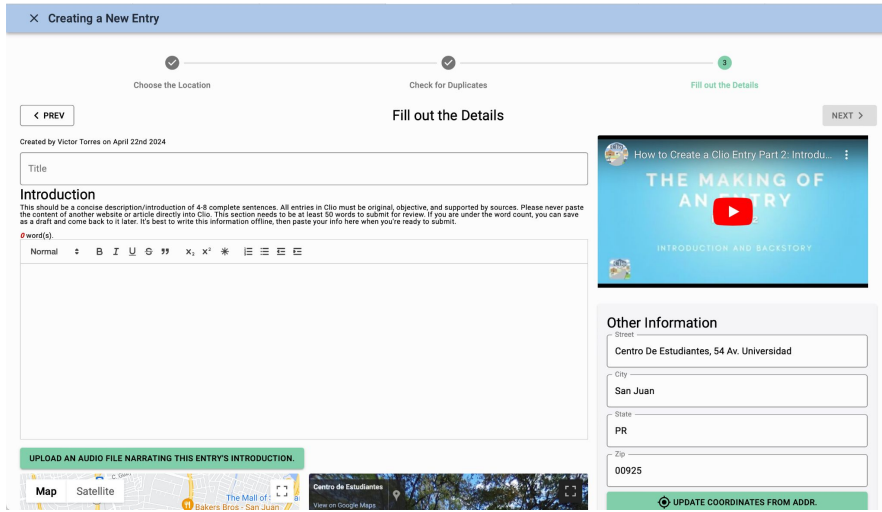 Creating a New Entry
3
Choose the Location
Check for Duplicates
Fill out the Details
PREV
Fill out the Details
NEXT
Created by Victor Torres on April 22nd 2024
Title
Introduction
This should be a concise description/introduction of 4-8 complete sentences. All entries in Clio must be original, objective, and supported by sources. Please never paste
the content of another website or article directly into Clio. This section needs to be at least 50 words to submit for review. If you are under the word count, you can save
as a draft and come back to it later. It's best to write this information offline, then paste your info here when you're ready to submit.
0 word(s).
Normal B I U S X₂ X²
UPLOAD AN AUDIO FILE NARRATING THIS ENTRY'S INTRODUCTION.
Map Satellite
The Mall of
Bakers Bros - San Juan
Centro de Estudiantes
View on Google Maps
How to Create a Clio Entry Part 2: Introdu...
THE MAKING OF
AN ENTRY
INTRODUCTION AND BACKSTORY
Other Information
Street
Centro De Estudiantes, 54 Av. Universidad
City
San Juan
State
PR
Zip
00925
UPDATE COORDINATES FROM ADDR.